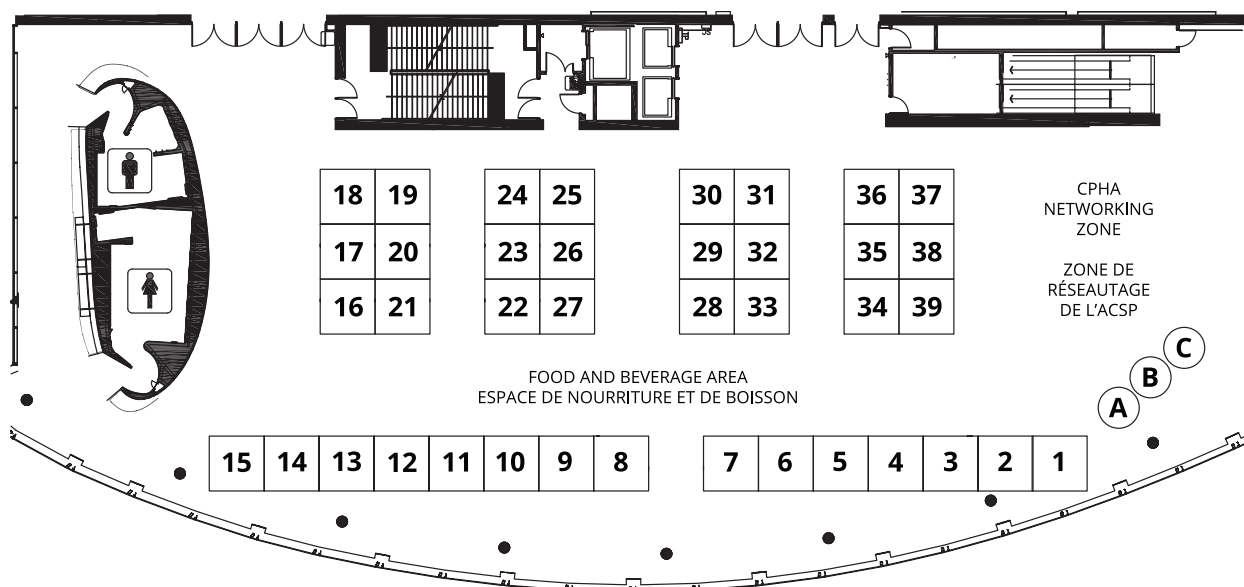 18 19 24 25 30 31 36 37
17 20 23 26 29 32 35 38
16 21 22 27 28 33 34 39
CPHA
NETWORKING
ZONE
ZONE DE
RÉSEAUTAGE
DE L'ACSP
C
B
A
FOOD AND BEVERAGE AREA
ESPACE DE NOURRITURE ET DE BOISSON
15 14 13 12 11 10 9 8 7 6 5 4 3 2 1